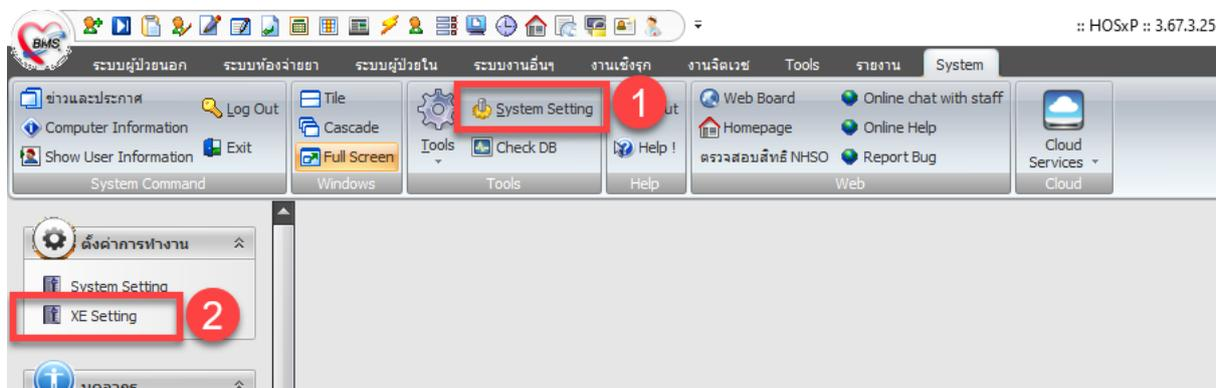 BMS
:: HOSxP :: 3.67.3.25
ระบบผู้ป่วยนอก ระบบห้องจ่ายยา ระบบผู้ป่วยใน ระบบงานอื่นๆ งานเชิงรุก งานจิตเวช Tools รายงาน System
ข่าวและประกาศ Log Out Tile System Setting 1 ut Web Board Online chat with staff
Computer Information Cascade Homepage Online Help
Show User Information Exit Full Screen Tools Check DB Help ! ตรวจสอบสิทธิ NHSO Report Bug Cloud Services
System Command Windows Tools Help Web Cloud
ตั้งค่าการทำงาน
System Setting
XE Setting 2
บุคลากร